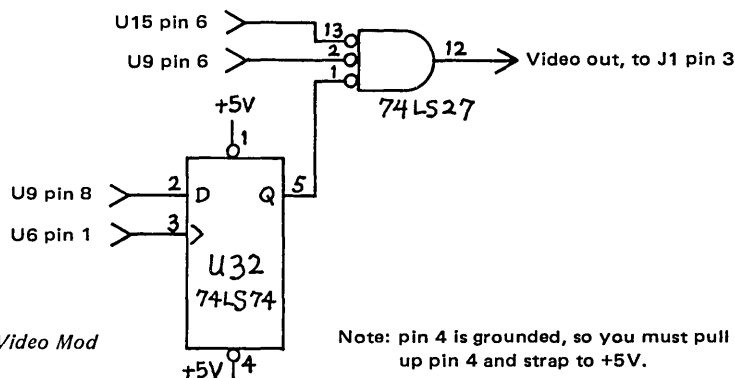 U15 pin 6
13
U9 pin 6
2
12
Video out, to J1 pin 3
1
74LS27
+5V
1
U9 pin 8
2
D
Q
5
U6 pin 1
3
U32
74LS74
Video Mod
Note: pin 4 is grounded, so you must pull
up pin 4 and strap to +5V.
+5V
4